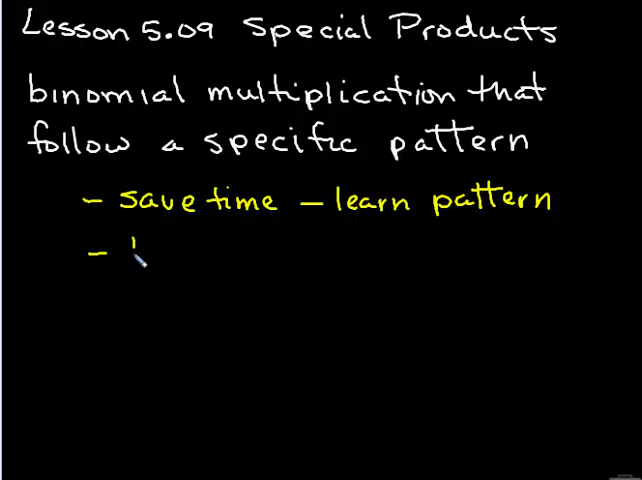 Lesson 5.09 Special Products
binomial multiplication that
follow a specific pattern
- save time - learn pattern
-